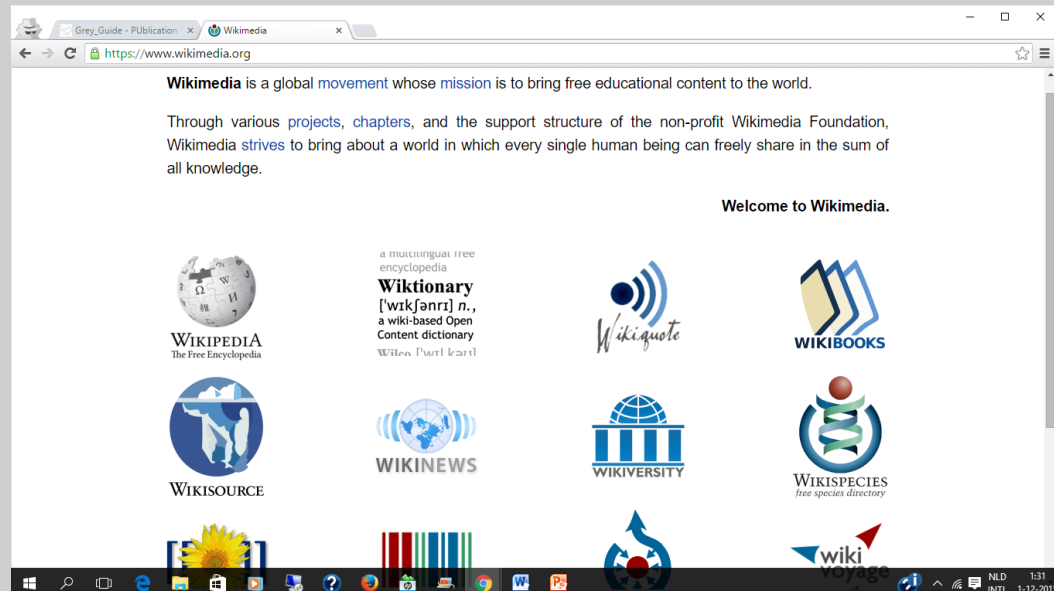 Grey_Guide - PUblication
Wikimedia
https://www.wikimedia.org
Wikimedia is a global movement whose mission is to bring free educational content to the world.
Through various projects, chapters, and the support structure of the non-profit Wikimedia Foundation,
Wikimedia strives to bring about a world in which every single human being can freely share in the sum of
all knowledge.
Welcome to Wikimedia.
WIKIPEDIA
The Free Encyclopedia
a multilingual free
encyclopedia
Wiktionary
['wɪkʃənrɪ] n.,
a wiki-based Open
Content dictionary
Wikiquote
WIKIBOOKS
WIKISOURCE
WIKINEWS
WIKIVERSITY
WIKISPECIES
free species directory
wiki
voyage
NLD
INTL
1:31